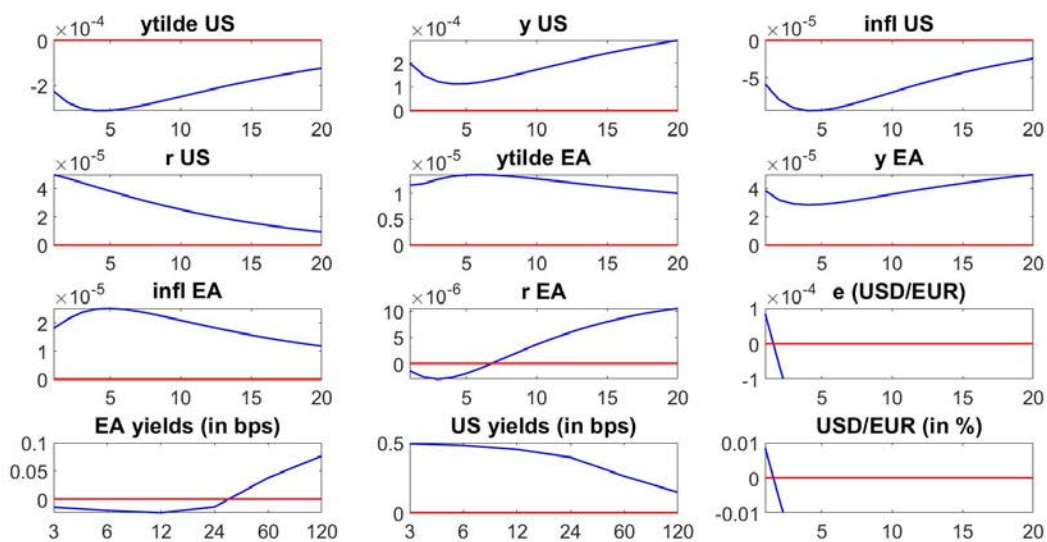 ×10⁻⁴ ytilde US
0
-2
5 10 15 20
×10⁻⁴ y US
2
0
5 10 15 20
×10⁻⁵ infl US
0
-5
5 10 15 20
×10⁻⁵ r US
4
2
0
5 10 15 20
×10⁻⁵ ytilde EA
1
0.5
0
5 10 15 20
×10⁻⁵ y EA
4
2
0
5 10 15 20
×10⁻⁵ infl EA
2
1
0
5 10 15 20
×10⁻⁶ r EA
10
5
0
5 10 15 20
×10⁻⁴ e (USD/EUR)
1
0
-1
5 10 15 20
EA yields (in bps)
0.1
0.05
0
3 6 12 24 60 120
US yields (in bps)
0.5
0
3 6 12 24 60 120
USD/EUR (in %)
0.01
0
-0.01
5 10 15 20